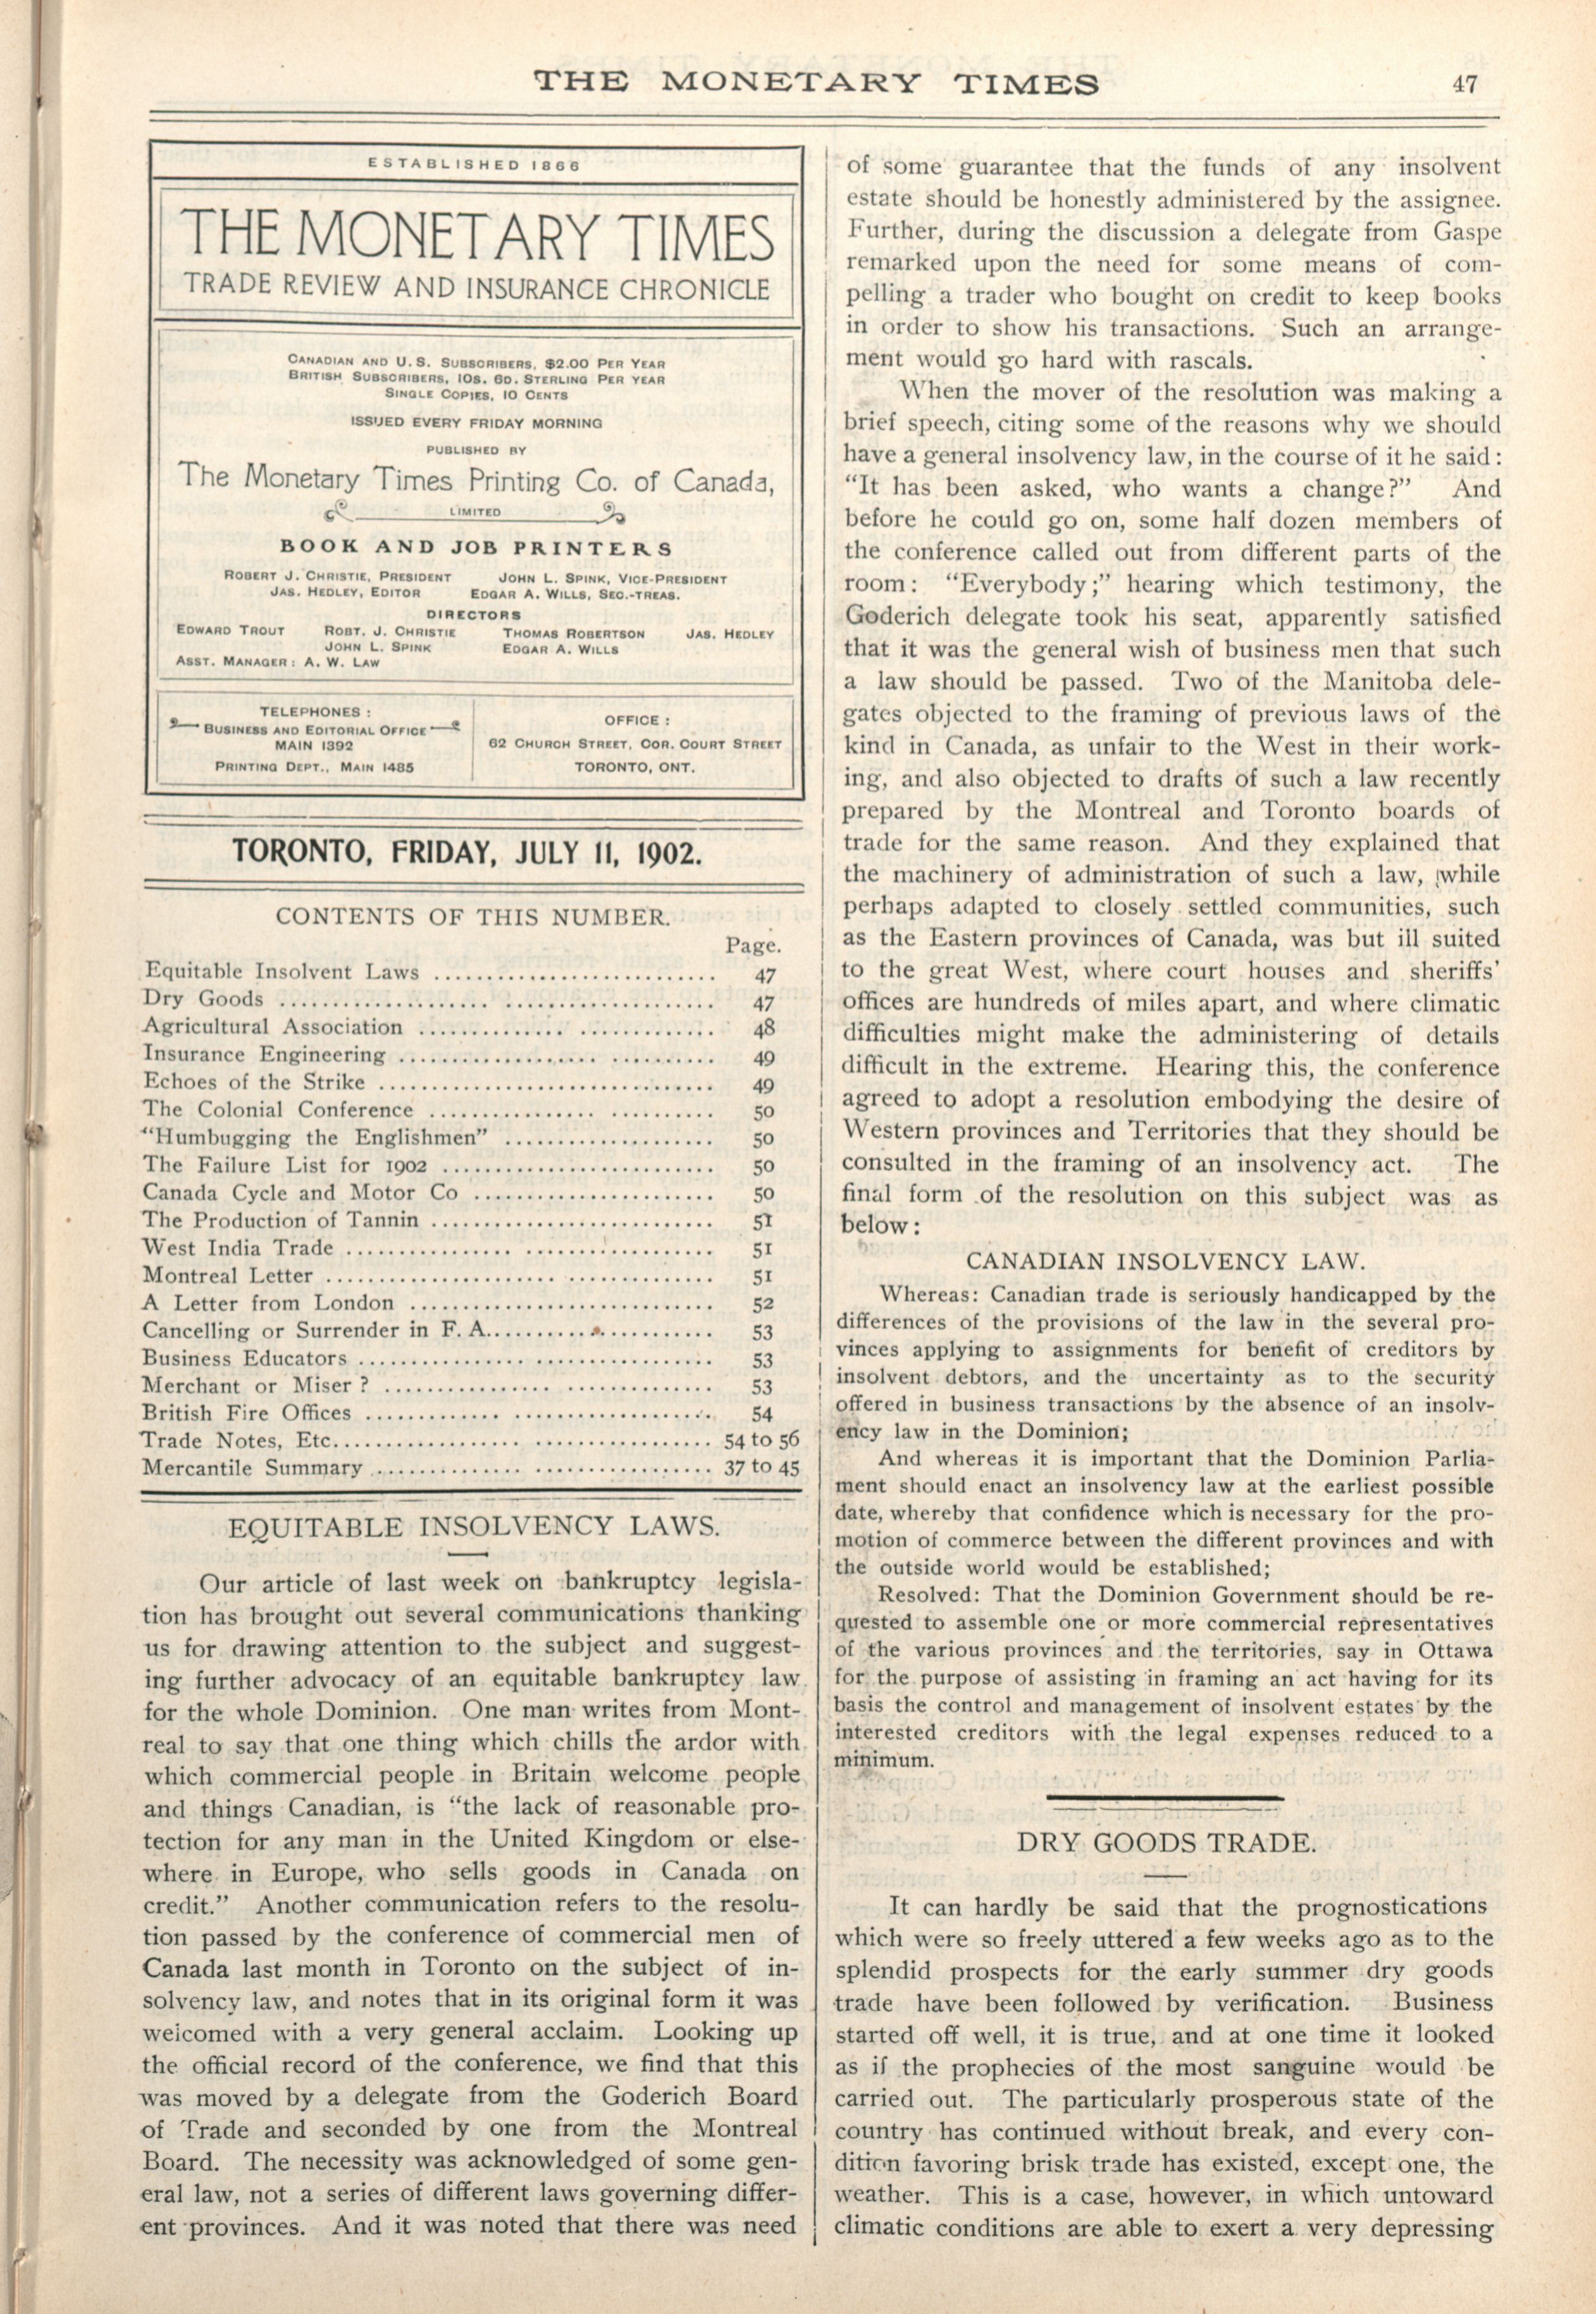 THE MONETARY TIMES
47
ESTABLISHED 1866
THE MONETARY TIMES
TRADE REVIEW AND INSURANCE CHRONICLE
CANADIAN AND U. S. SUBSCRIBERS, $2.00 PER YEAR
BRITISH SUBSCRIBERS, 10S. 6D. STERLING PER YEAR
SINGLE COPIES, 10 CENTS
ISSUED EVERY FRIDAY MORNING
PUBLISHED BY
The Monetary Times Printing Co. of Canada,
LIMITED
BOOK AND JOB PRINTERS
ROBERT J. CHRISTIE, PRESIDENT JOHN L. SPINK, VICE-PRESIDENT
JAS. HEDLEY, EDITOR EDGAR A. WILLS, SEC.-TREAS.
DIRECTORS
EDWARD TROUT ROBT. J. CHRISTIE THOMAS ROBERTSON JAS. HEDLEY
JOHN L. SPINK EDGAR A. WILLS
ASST. MANAGER: A. W. LAW
TELEPHONES:
BUSINESS AND EDITORIAL OFFICE
MAIN 1392
PRINTING DEPT., MAIN 1485
OFFICE:
62 CHURCH STREET, COR. COURT STREET
TORONTO, ONT.
TORONTO, FRIDAY, JULY 11, 1902.
CONTENTS OF THIS NUMBER.
Page.
Equitable Insolvent Laws .......................... 47
Dry Goods .......................... 47
Agricultural Association .......................... 48
Insurance Engineering .......................... 49
Echoes of the Strike .......................... 49
The Colonial Conference .......................... 50
"Humbugging the Englishmen" .......................... 50
The Failure List for 1902 .......................... 50
Canada Cycle and Motor Co .......................... 50
The Production of Tannin .......................... 51
West India Trade .......................... 51
Montreal Letter .......................... 51
A Letter from London .......................... 52
Cancelling or Surrender in F. A.......................... 53
Business Educators .......................... 53
Merchant or Miser ? .......................... 53
British Fire Offices .......................... 54
Trade Notes, Etc.......................... 54 to 56
Mercantile Summary .......................... 37 to 45
EQUITABLE INSOLVENCY LAWS.
Our article of last week on bankruptcy legisla-
tion has brought out several communications thanking
us for drawing attention to the subject and suggest-
ing further advocacy of an equitable bankruptcy law
for the whole Dominion. One man writes from Mont-
real to say that one thing which chills the ardor with
which commercial people in Britain welcome people
and things Canadian, is "the lack of reasonable pro-
tection for any man in the United Kingdom or else-
where in Europe, who sells goods in Canada on
credit." Another communication refers to the resolu-
tion passed by the conference of commercial men of
Canada last month in Toronto on the subject of in-
solvency law, and notes that in its original form it was
welcomed with a very general acclaim. Looking up
the official record of the conference, we find that this
was moved by a delegate from the Goderich Board
of Trade and seconded by one from the Montreal
Board. The necessity was acknowledged of some gen-
eral law, not a series of different laws governing differ-
ent provinces. And it was noted that there was need
of some guarantee that the funds of any insolvent
estate should be honestly administered by the assignee.
Further, during the discussion a delegate from Gaspe
remarked upon the need for some means of com-
pelling a trader who bought on credit to keep books
in order to show his transactions. Such an arrange-
ment would go hard with rascals.
When the mover of the resolution was making a
brief speech, citing some of the reasons why we should
have a general insolvency law, in the course of it he said:
"It has been asked, who wants a change?" And
before he could go on, some half dozen members of
the conference called out from different parts of the
room: "Everybody;" hearing which testimony, the
Goderich delegate took his seat, apparently satisfied
that it was the general wish of business men that such
a law should be passed. Two of the Manitoba dele-
gates objected to the framing of previous laws of the
kind in Canada, as unfair to the West in their work-
ing, and also objected to drafts of such a law recently
prepared by the Montreal and Toronto boards of
trade for the same reason. And they explained that
the machinery of administration of such a law, while
perhaps adapted to closely settled communities, such
as the Eastern provinces of Canada, was but ill suited
to the great West, where court houses and sheriffs'
offices are hundreds of miles apart, and where climatic
difficulties might make the administering of details
difficult in the extreme. Hearing this, the conference
agreed to adopt a resolution embodying the desire of
Western provinces and Territories that they should be
consulted in the framing of an insolvency act. The
final form of the resolution on this subject was as
below:
CANADIAN INSOLVENCY LAW.
Whereas: Canadian trade is seriously handicapped by the
differences of the provisions of the law in the several pro-
vinces applying to assignments for benefit of creditors by
insolvent debtors, and the uncertainty as to the security
offered in business transactions by the absence of an insolv-
ency law in the Dominion;
And whereas it is important that the Dominion Parlia-
ment should enact an insolvency law at the earliest possible
date, whereby that confidence which is necessary for the pro-
motion of commerce between the different provinces and with
the outside world would be established;
Resolved: That the Dominion Government should be re-
quested to assemble one or more commercial representatives
of the various provinces and the territories, say in Ottawa
for the purpose of assisting in framing an act having for its
basis the control and management of insolvent estates by the
interested creditors with the legal expenses reduced to a
minimum.
DRY GOODS TRADE.
It can hardly be said that the prognostications
which were so freely uttered a few weeks ago as to the
splendid prospects for the early summer dry goods
trade have been followed by verification. Business
started off well, it is true, and at one time it looked
as if the prophecies of the most sanguine would be
carried out. The particularly prosperous state of the
country has continued without break, and every con-
dition favoring brisk trade has existed, except one, the
weather. This is a case, however, in which untoward
climatic conditions are able to exert a very depressing